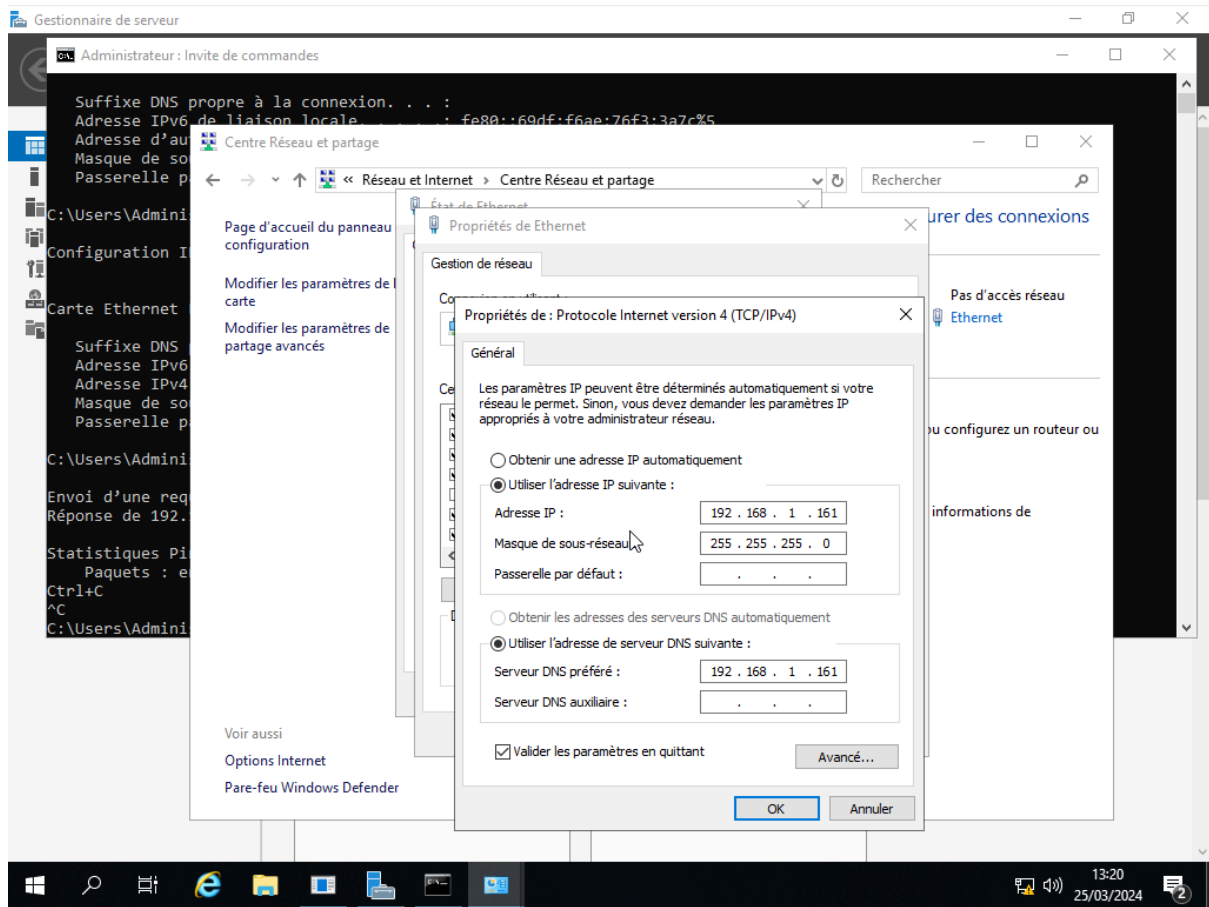 Gestionnaire de serveur
Administrateur : Invite de commandes
Suffixe DNS propre à la connexion. . . :
Adresse IPv6 de liaison locale. . . . .: fe80::69df:f6ae:76f3:3a7c%5
Adresse d’au
Masque de so
Passerelle p
C:\Users\Admini
Configuration I
Carte Ethernet
Suffixe DNS
Adresse IPv6
Adresse IPv4
Masque de so
Passerelle p
C:\Users\Admini
Envoi d’une req
Réponse de 192.
Statistiques Pi
Paquets : e
Ctrl+C
^C
C:\Users\Admini
Centre Réseau et partage
« Réseau et Internet › Centre Réseau et partage
Rechercher
Page d'accueil du panneau
configuration
Modifier les paramètres de l
carte
Modifier les paramètres de
partage avancés
Voir aussi
Options Internet
Pare-feu Windows Defender
urer des connexions
Pas d'accès réseau
Ethernet
ou configurez un routeur ou
informations de
État de Ethernet
Propriétés de Ethernet
Gestion de réseau
Connexion en utilisant :
Ce
Propriétés de : Protocole Internet version 4 (TCP/IPv4)
Général
Les paramètres IP peuvent être déterminés automatiquement si votre
réseau le permet. Sinon, vous devez demander les paramètres IP
appropriés à votre administrateur réseau.
Obtenir une adresse IP automatiquement
Utiliser l'adresse IP suivante :
Adresse IP : 192 . 168 . 1 . 161
Masque de sous-réseau 255 . 255 . 255 . 0
Passerelle par défaut : . . .
Obtenir les adresses des serveurs DNS automatiquement
Utiliser l'adresse de serveur DNS suivante :
Serveur DNS préféré : 192 . 168 . 1 . 161
Serveur DNS auxiliaire : . . .
Valider les paramètres en quittant
Avancé...
OK Annuler
13:20
25/03/2024
2